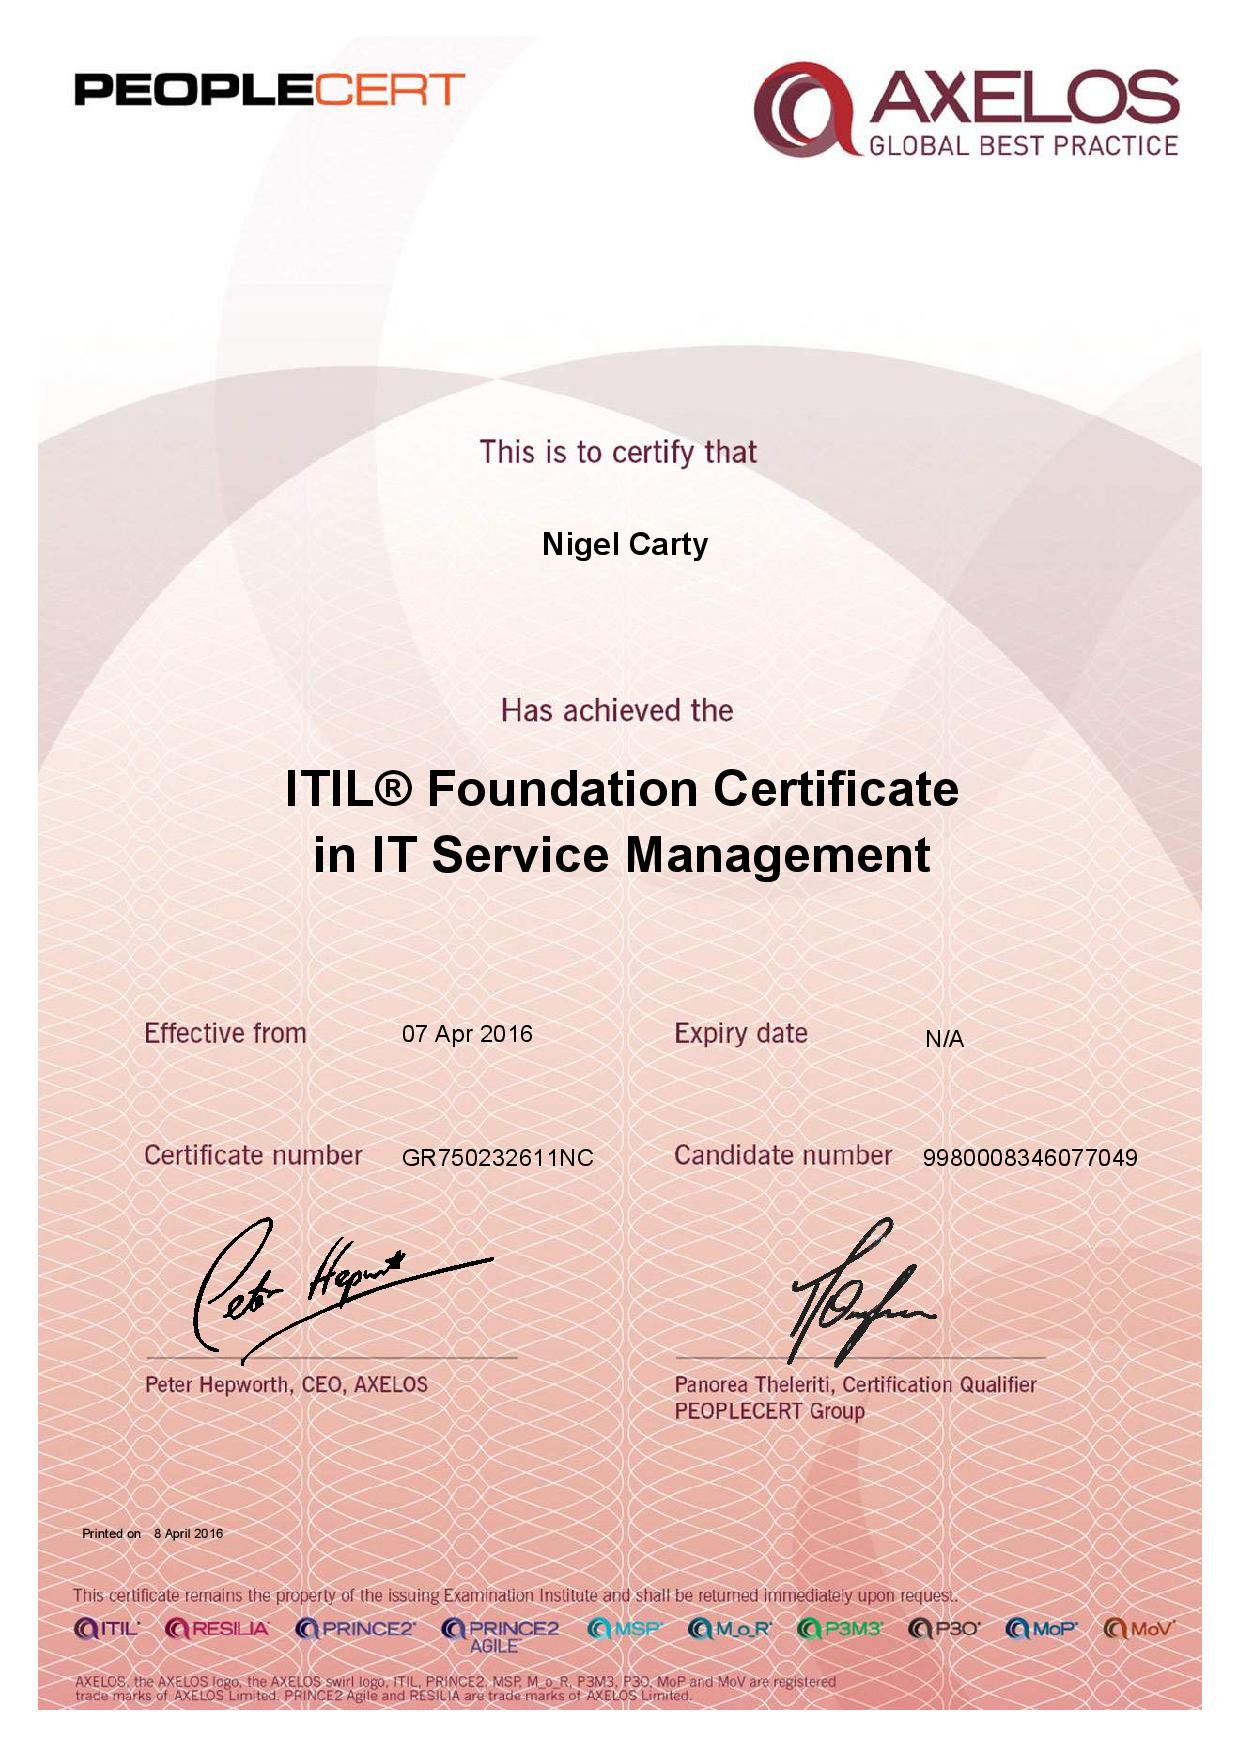 PEOPLECERT
AXELOS
GLOBAL BEST PRACTICE
This is to certify that
Nigel Carty
Has achieved the
ITIL® Foundation Certificate
in IT Service Management
Effective from 07 Apr 2016 Expiry date N/A
Certificate number GR750232611NC Candidate number 9980008346077049
Peter Hepworth, CEO, AXELOS
Panorea Theleriti, Certification Qualifier
PEOPLECERT Group
Printed on 8 April 2016
This certificate remains the property of the issuing Examination Institute and shall be returned immediately upon request.
ITIL® RESILIA™ PRINCE2® PRINCE2 AGILE™ MSP® M_o_R® P3M3® P3O® MoP® MoV®
AXELOS, the AXELOS logo, the AXELOS swirl logo, ITIL, PRINCE2, MSP, M_o_R, P3M3, P3O, MoP and MoV are registered
trade marks of AXELOS Limited. PRINCE2 Agile and RESILIA are trade marks of AXELOS Limited.